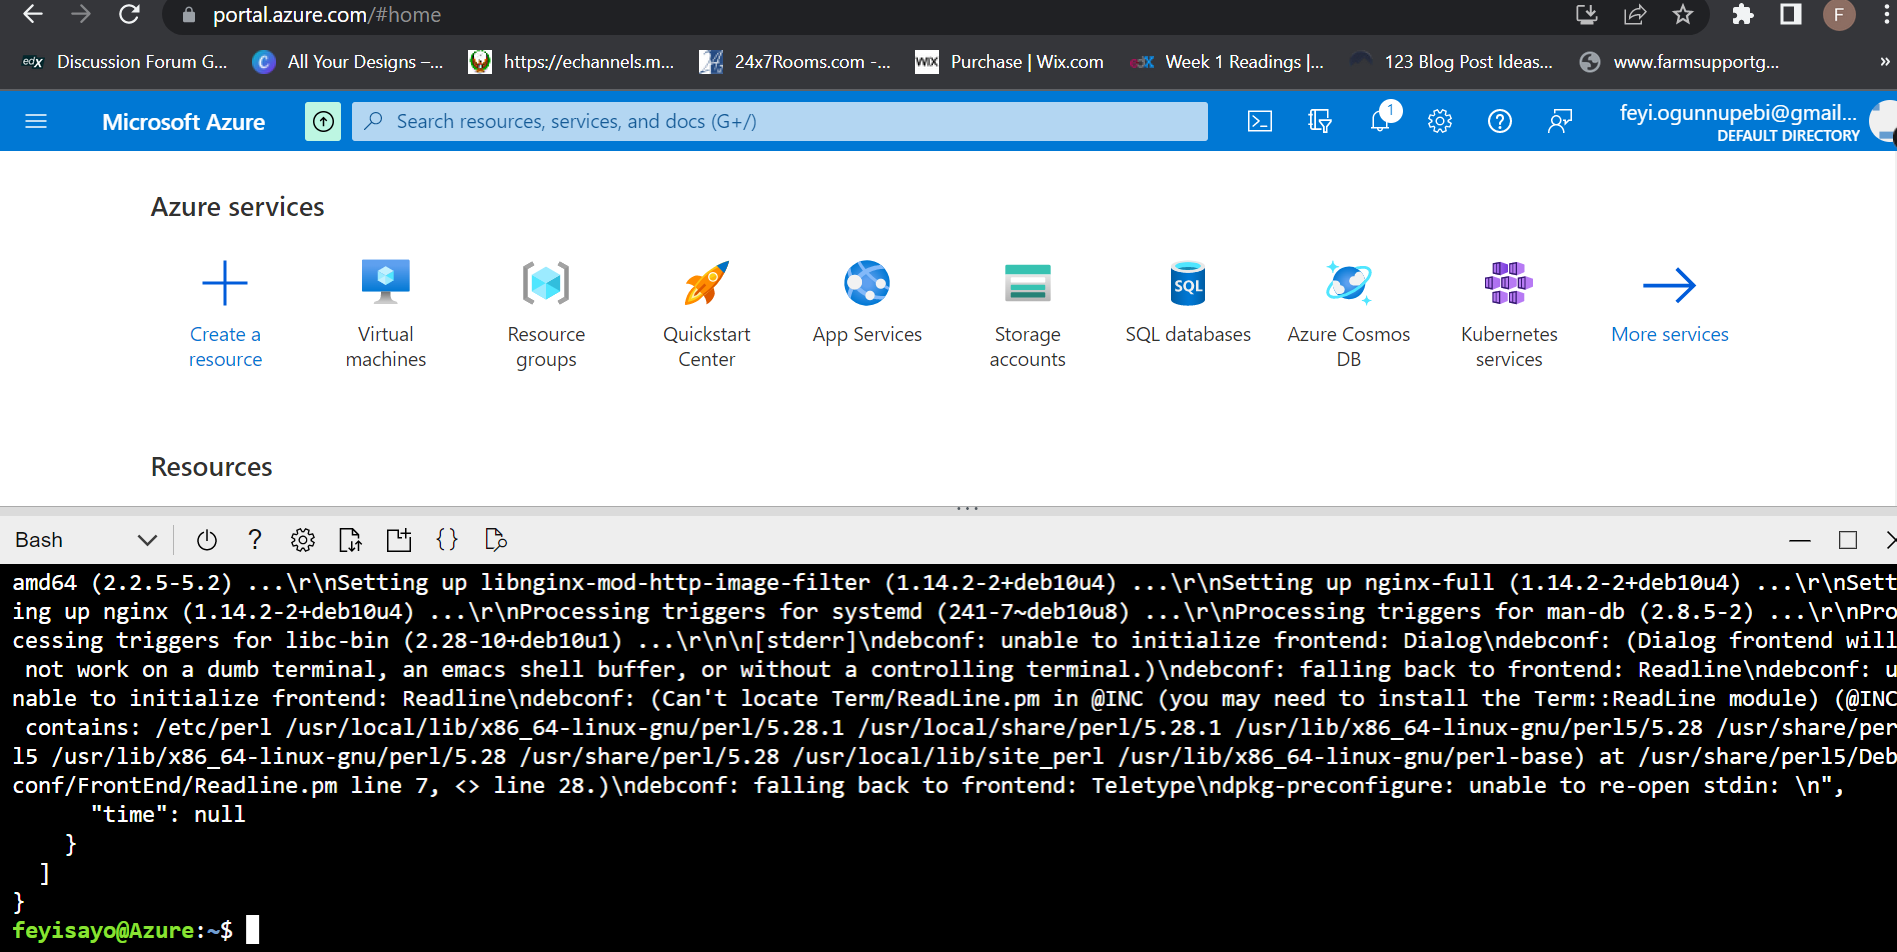 portal.azure.com/#home
F
edX Discussion Forum G... C All Your Designs –... https://echannels.m... 24x7Rooms.com -... WIX Purchase | Wix.com edX Week 1 Readings |... 123 Blog Post Ideas... www.farmsupportg... »
Microsoft Azure
Search resources, services, and docs (G+/)
1
feyi.ogunnupebi@gmail...
DEFAULT DIRECTORY
Azure services
Create a
resource
Virtual
machines
Resource
groups
Quickstart
Center
App Services
Storage
accounts
SQL
SQL databases
Azure Cosmos
DB
Kubernetes
services
More services
Resources
Bash
?
{}
amd64 (2.2.5-5.2) ...\r\nSetting up libnginx-mod-http-image-filter (1.14.2-2+deb10u4) ...\r\nSetting up nginx-full (1.14.2-2+deb10u4) ...\r\nSett
ing up nginx (1.14.2-2+deb10u4) ...\r\nProcessing triggers for systemd (241-7~deb10u8) ...\r\nProcessing triggers for man-db (2.8.5-2) ...\r\nPro
cessing triggers for libc-bin (2.28-10+deb10u1) ...\r\n\n[stderr]\ndebconf: unable to initialize frontend: Dialog\ndebconf: (Dialog frontend will
not work on a dumb terminal, an emacs shell buffer, or without a controlling terminal.)\ndebconf: falling back to frontend: Readline\ndebconf: u
nable to initialize frontend: Readline\ndebconf: (Can't locate Term/ReadLine.pm in @INC (you may need to install the Term::ReadLine module) (@INC
contains: /etc/perl /usr/local/lib/x86_64-linux-gnu/perl/5.28.1 /usr/local/share/perl/5.28.1 /usr/lib/x86_64-linux-gnu/perl5/5.28 /usr/share/per
l5 /usr/lib/x86_64-linux-gnu/perl/5.28 /usr/share/perl/5.28 /usr/local/lib/site_perl /usr/lib/x86_64-linux-gnu/perl-base) at /usr/share/perl5/Deb
conf/FrontEnd/Readline.pm line 7, <> line 28.)\ndebconf: falling back to frontend: Teletype\ndpkg-preconfigure: unable to re-open stdin: \n",
"time": null
}
]
}
feyisayo@Azure:~$